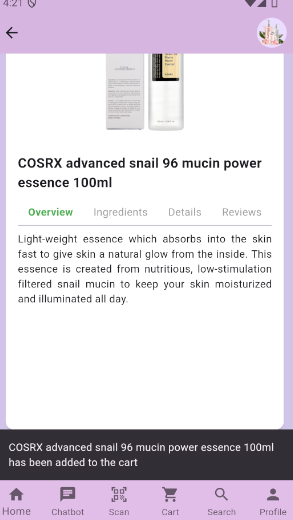 4:21
COSRX advanced snail 96 mucin power
essence 100ml
Overview Ingredients Details Reviews
Light-weight essence which absorbs into the skin
fast to give skin a natural glow from the inside. This
essence is created from nutritious, low-stimulation
filtered snail mucin to keep your skin moisturized
and illuminated all day.
COSRX advanced snail 96 mucin power essence 100ml
has been added to the cart
Home Chatbot Scan Cart Search Profile